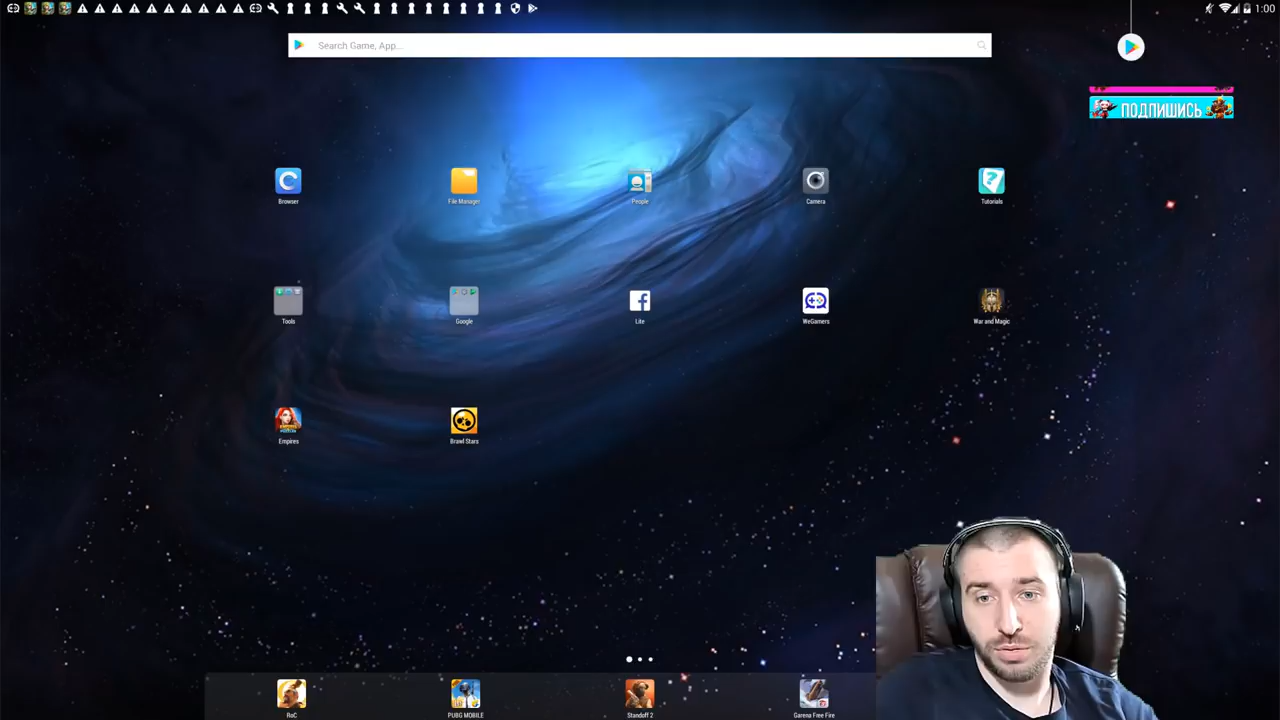 1:00
Search Game, App...
ПОДПИШИСЬ
Browser
File Manager
People
Camera
Tutorials
Tools
Google
Lite
WeGamers
War and Magic
Empires
Brawl Stars
RoC
PUBG MOBILE
Standoff 2
Garena Free Fire